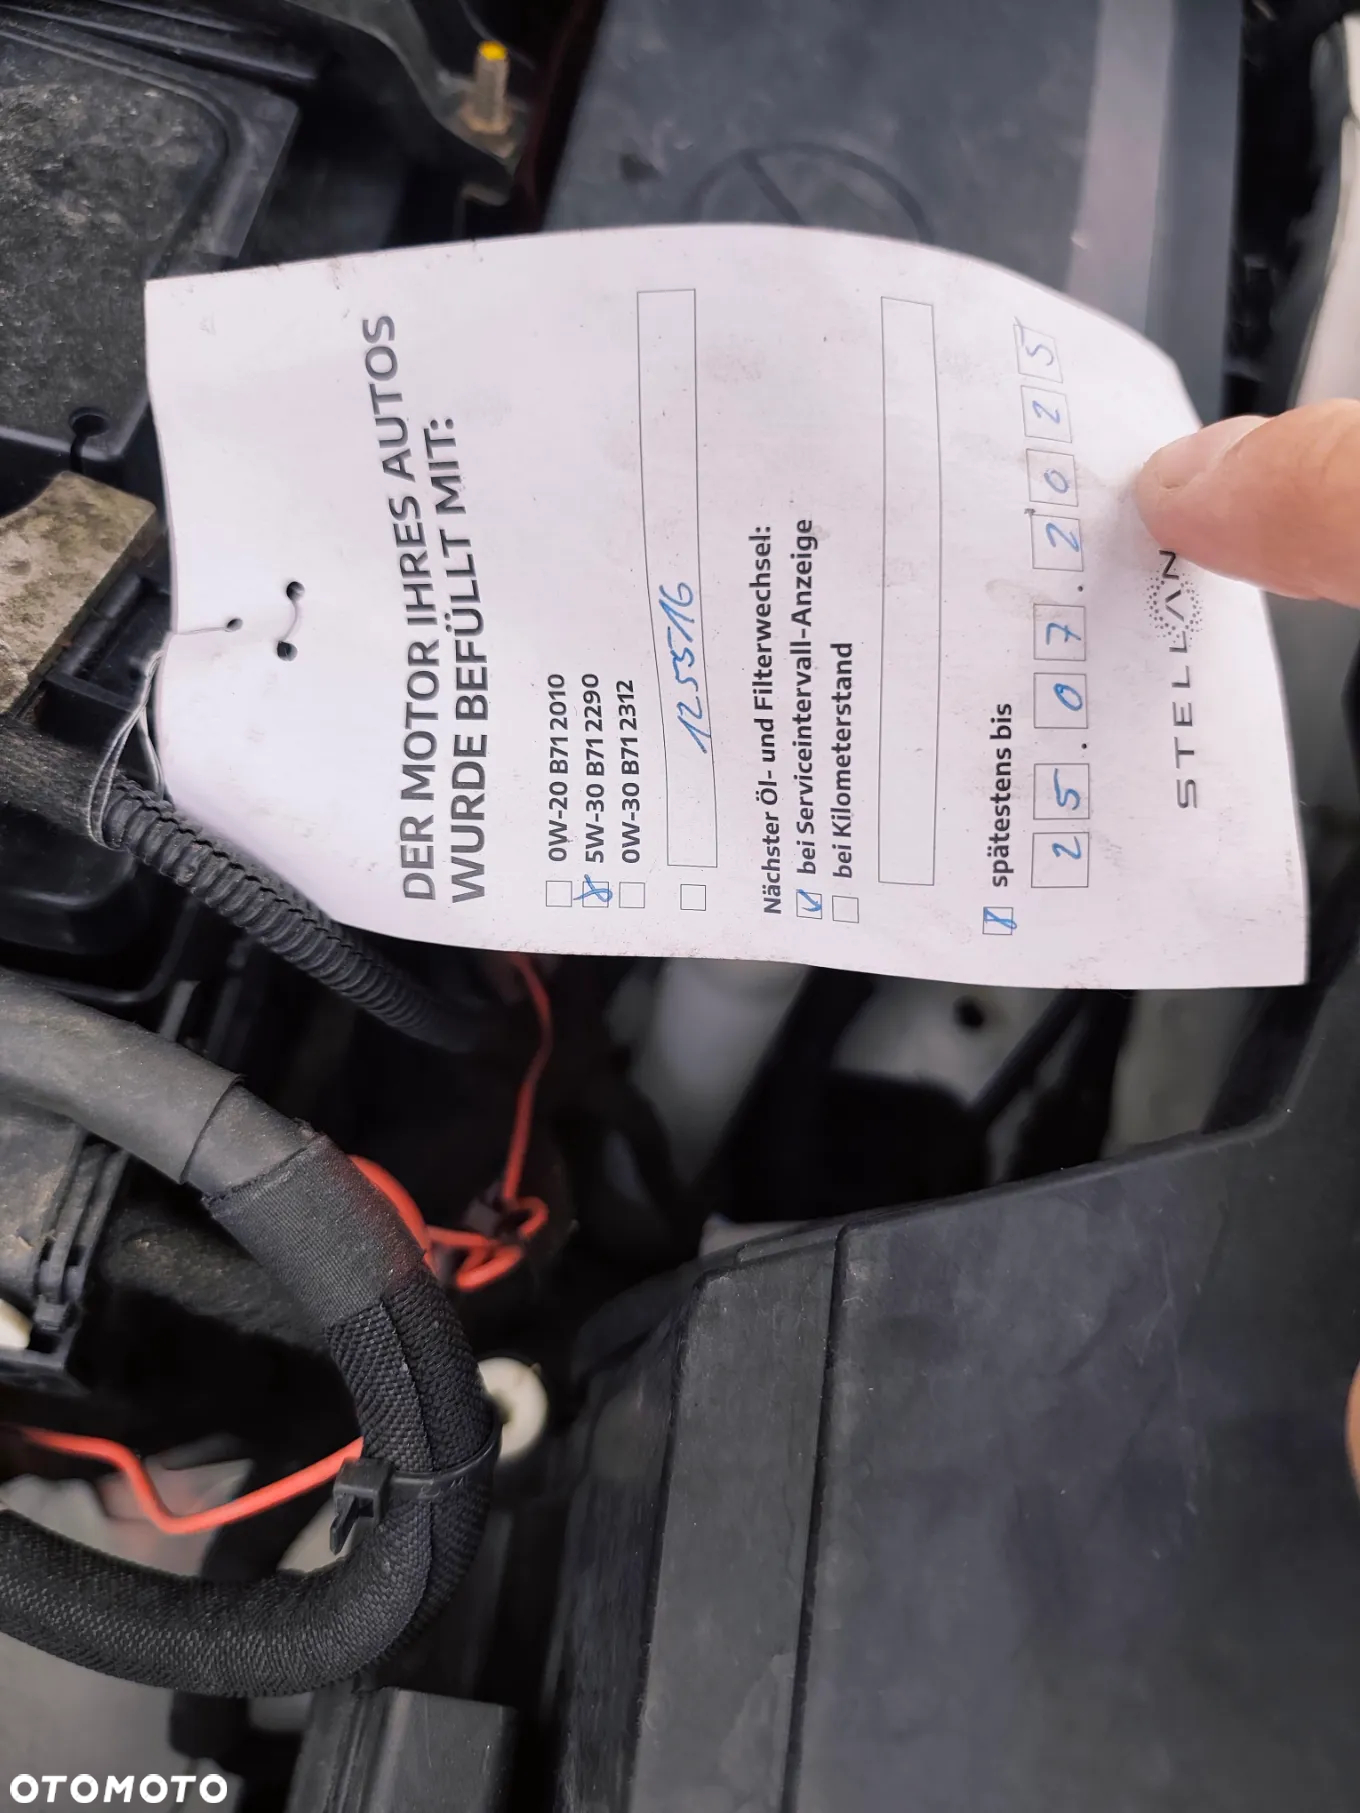 DER MOTOR IHRES AUTOS
WURDE BEFÜLLT MIT:
0W-20 B71 2010
5W-30 B71 2290
0W-30 B71 2312
125516
Nächster Öl- und Filterwechsel:
bei Serviceintervall-Anzeige
bei Kilometerstand
spätestens bis
25.07.2025
STELLAN
OTOMOTO